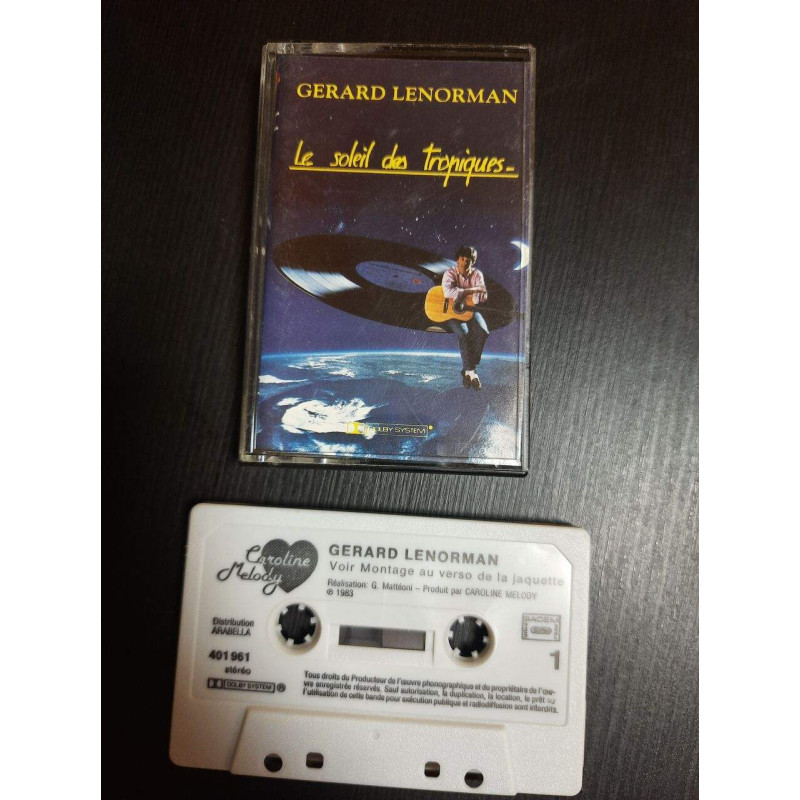 GERARD LENORMAN
Le soleil des tropiques
DOLBY SYSTEM
Caroline
Melody
GERARD LENORMAN
Voir Montage au verso de la jaquette
Réalisation: G. Mattéoni – Produit par CAROLINE MELODY
℗ 1983
Distribution
ARABELLA
401 961
stéréo
DOLBY SYSTEM
SACEM
1
Tous droits du Producteur de l'œuvre phonographique et du propriétaire de l'œu-
vre enregistrée réservés. Sauf autorisation, la duplication, la location, le prêt ou
l'utilisation de cette bande pour exécution publique et radiodiffusion sont interdits.